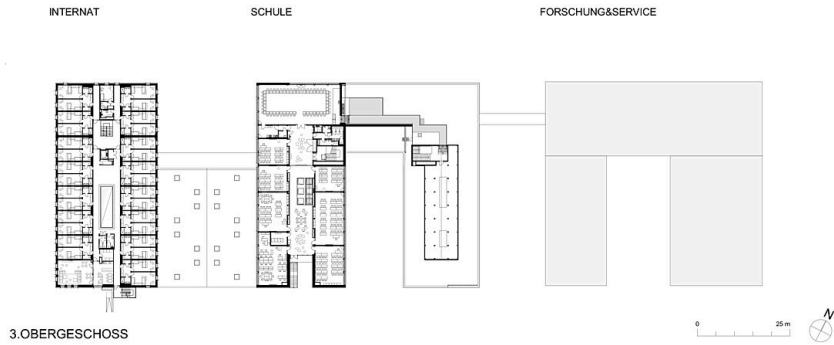 INTERNAT SCHULE FORSCHUNG&SERVICE
3.OBERGESCHOSS
0 25 m
N